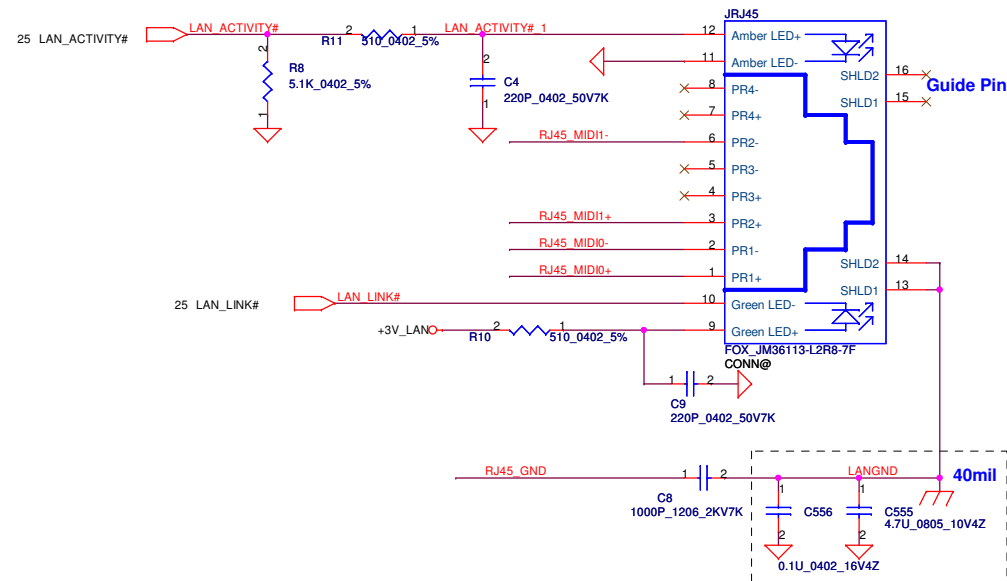 JRJ45
LAN_ACTIVITY#
LAN_ACTIVITY#_1
25 LAN_ACTIVITY#
2
1
12
Amber LED+
R11
510_0402_5%
2
R8
5.1K_0402_5%
1
2
C4
1
220P_0402_50V7K
11
Amber LED-
SHLD2
16
Guide Pin
8
PR4-
SHLD1
15
7
PR4+
RJ45_MIDI1-
6
PR2-
5
PR3-
4
PR3+
RJ45_MIDI1+
3
PR2+
RJ45_MIDI0-
2
PR1-
SHLD2
14
RJ45_MIDI0+
1
PR1+
SHLD1
13
25 LAN_LINK#
LAN_LINK#
10
Green LED-
+3V_LAN
2
1
9
Green LED+
R10
510_0402_5%
FOX_JM36113-L2R8-7F
CONN@
1
2
C9
220P_0402_50V7K
RJ45_GND
1
2
LANGND
40mil
C8
1000P_1206_2KV7K
1
C556
2
1
C555
4.7U_0805_10V4Z
2
0.1U_0402_16V4Z